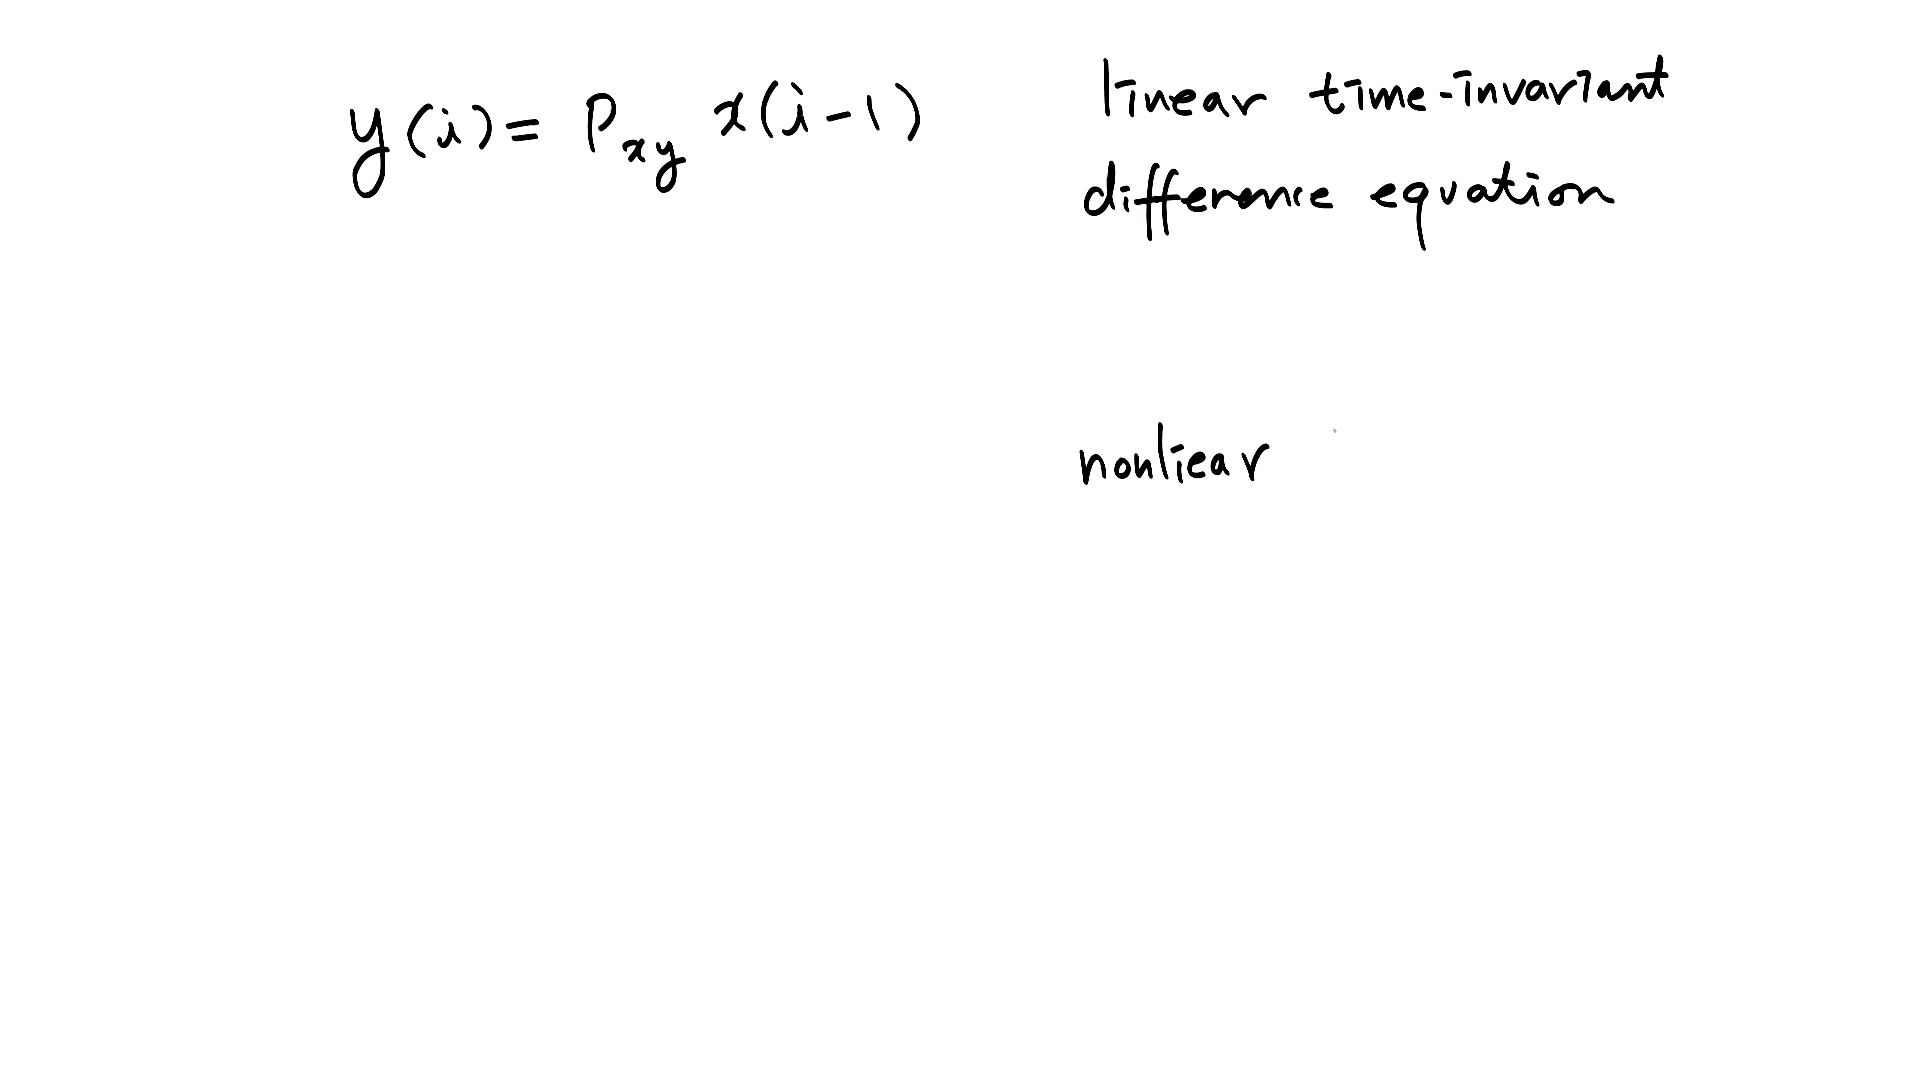 y(i) = P_xy x(i-1)
linear time-invariant
difference equation
nonliear